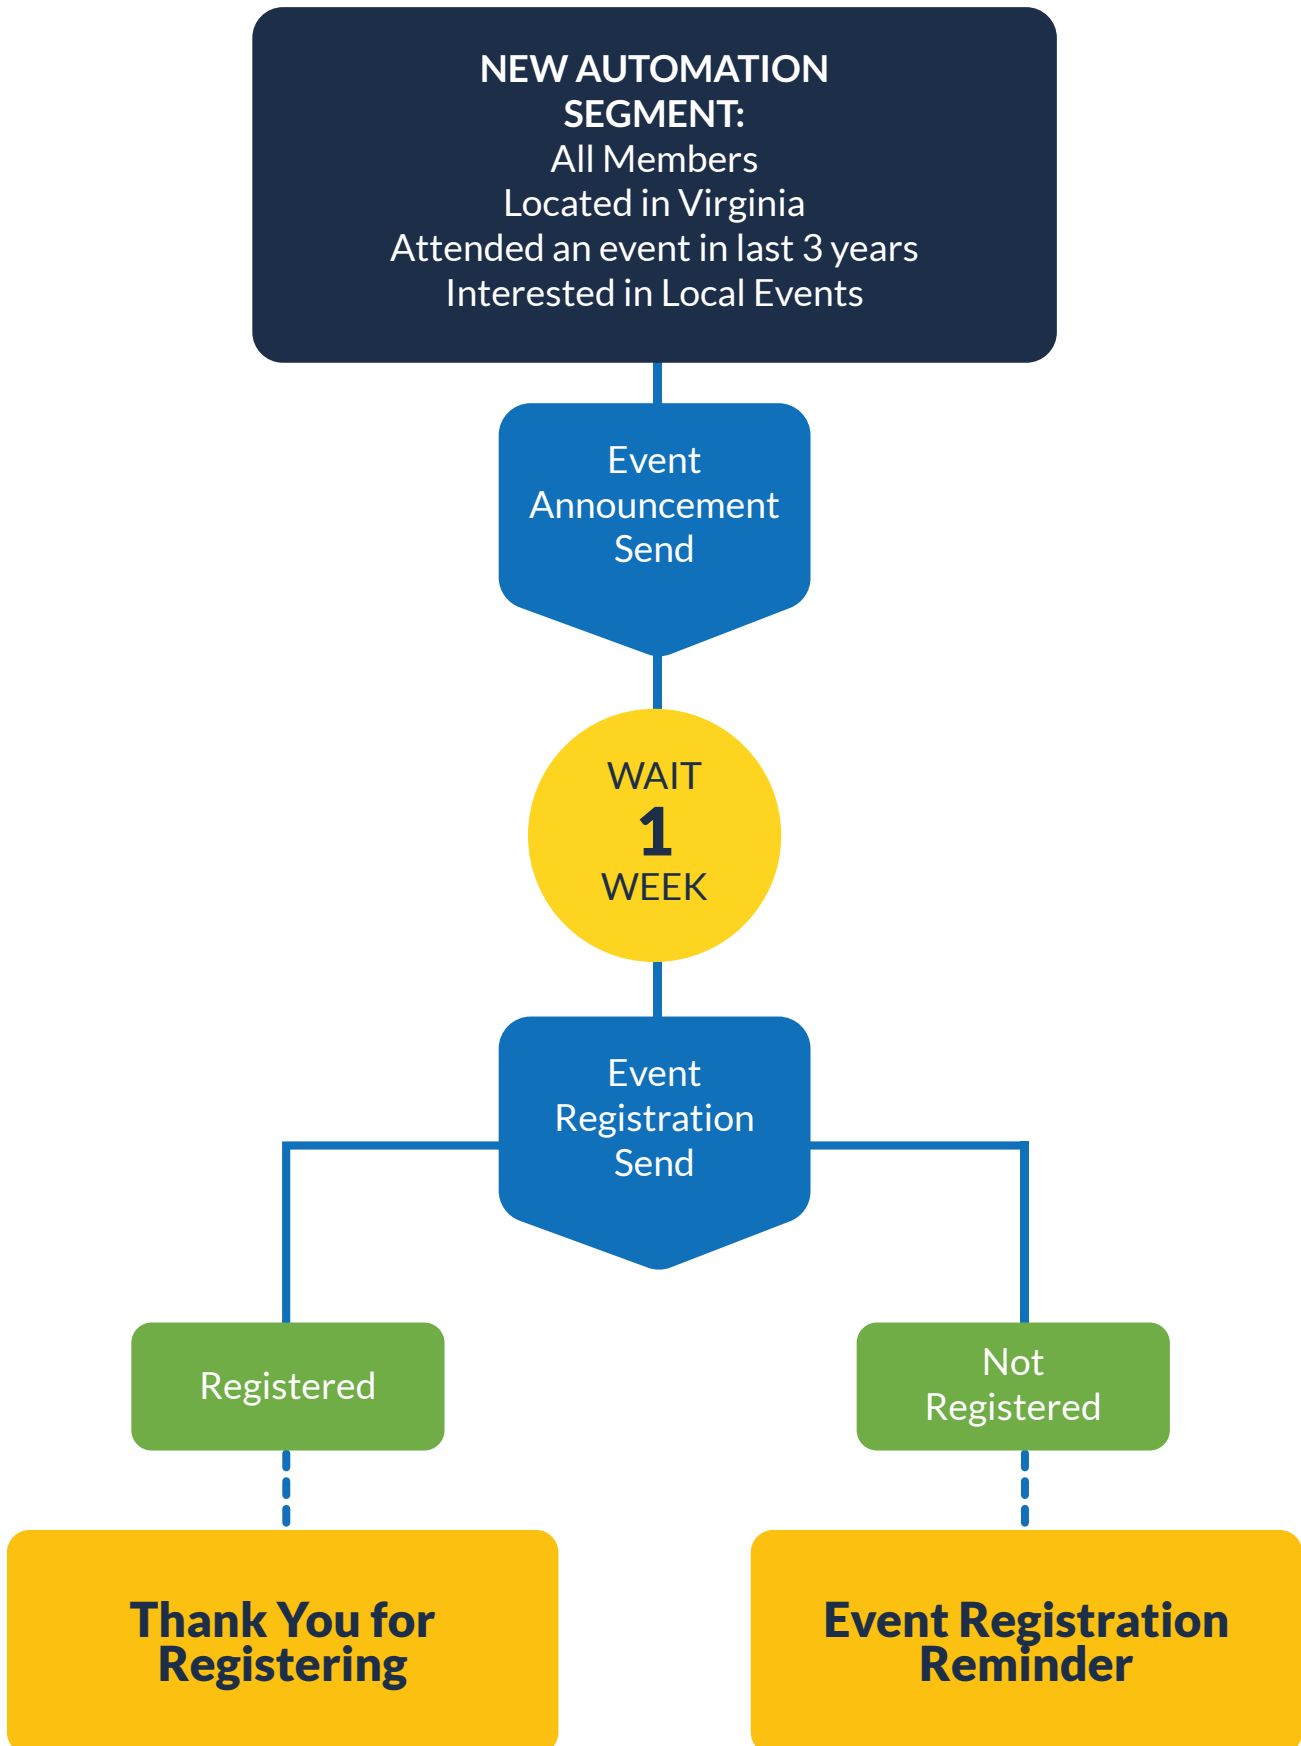 NEW AUTOMATION
SEGMENT:
All Members
Located in Virginia
Attended an event in last 3 years
Interested in Local Events
Event
Announcement
Send
WAIT
1
WEEK
Event
Registration
Send
Registered
Not
Registered
Thank You for
Registering
Event Registration
Reminder